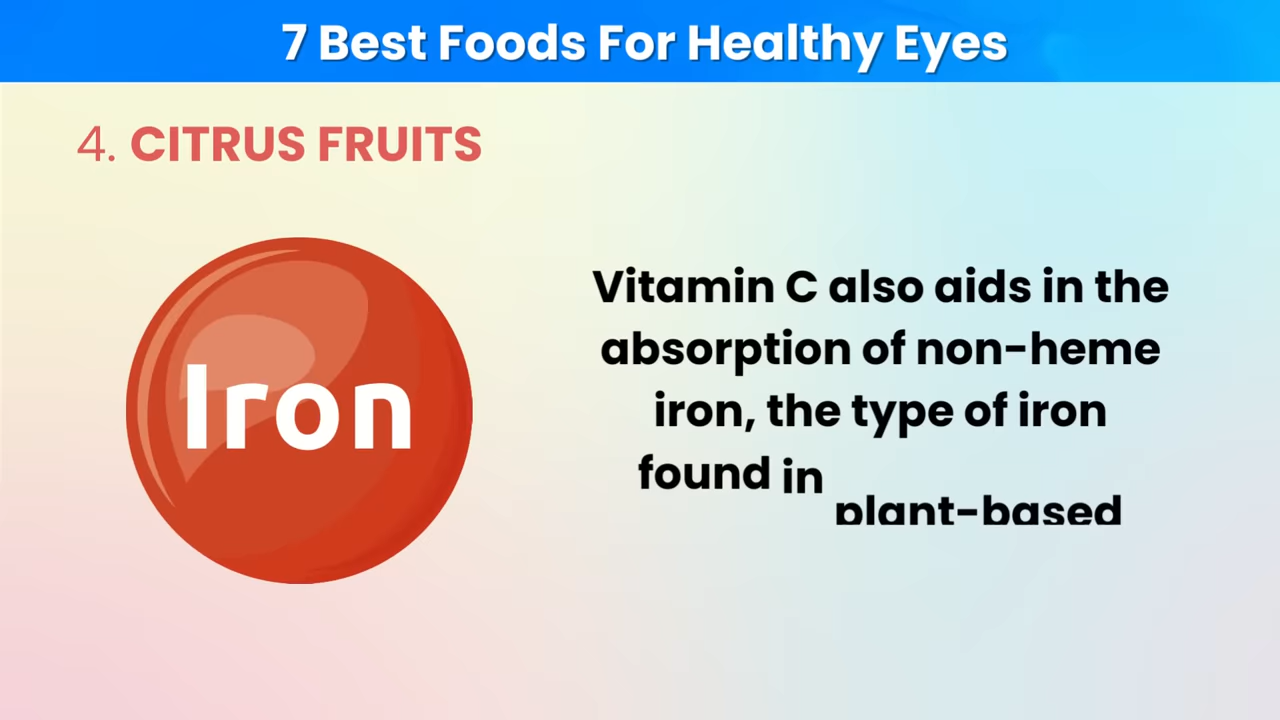 7 Best Foods For Healthy Eyes
4. CITRUS FRUITS
Iron
Vitamin C also aids in the
absorption of non-heme
iron, the type of iron
found in plant-based